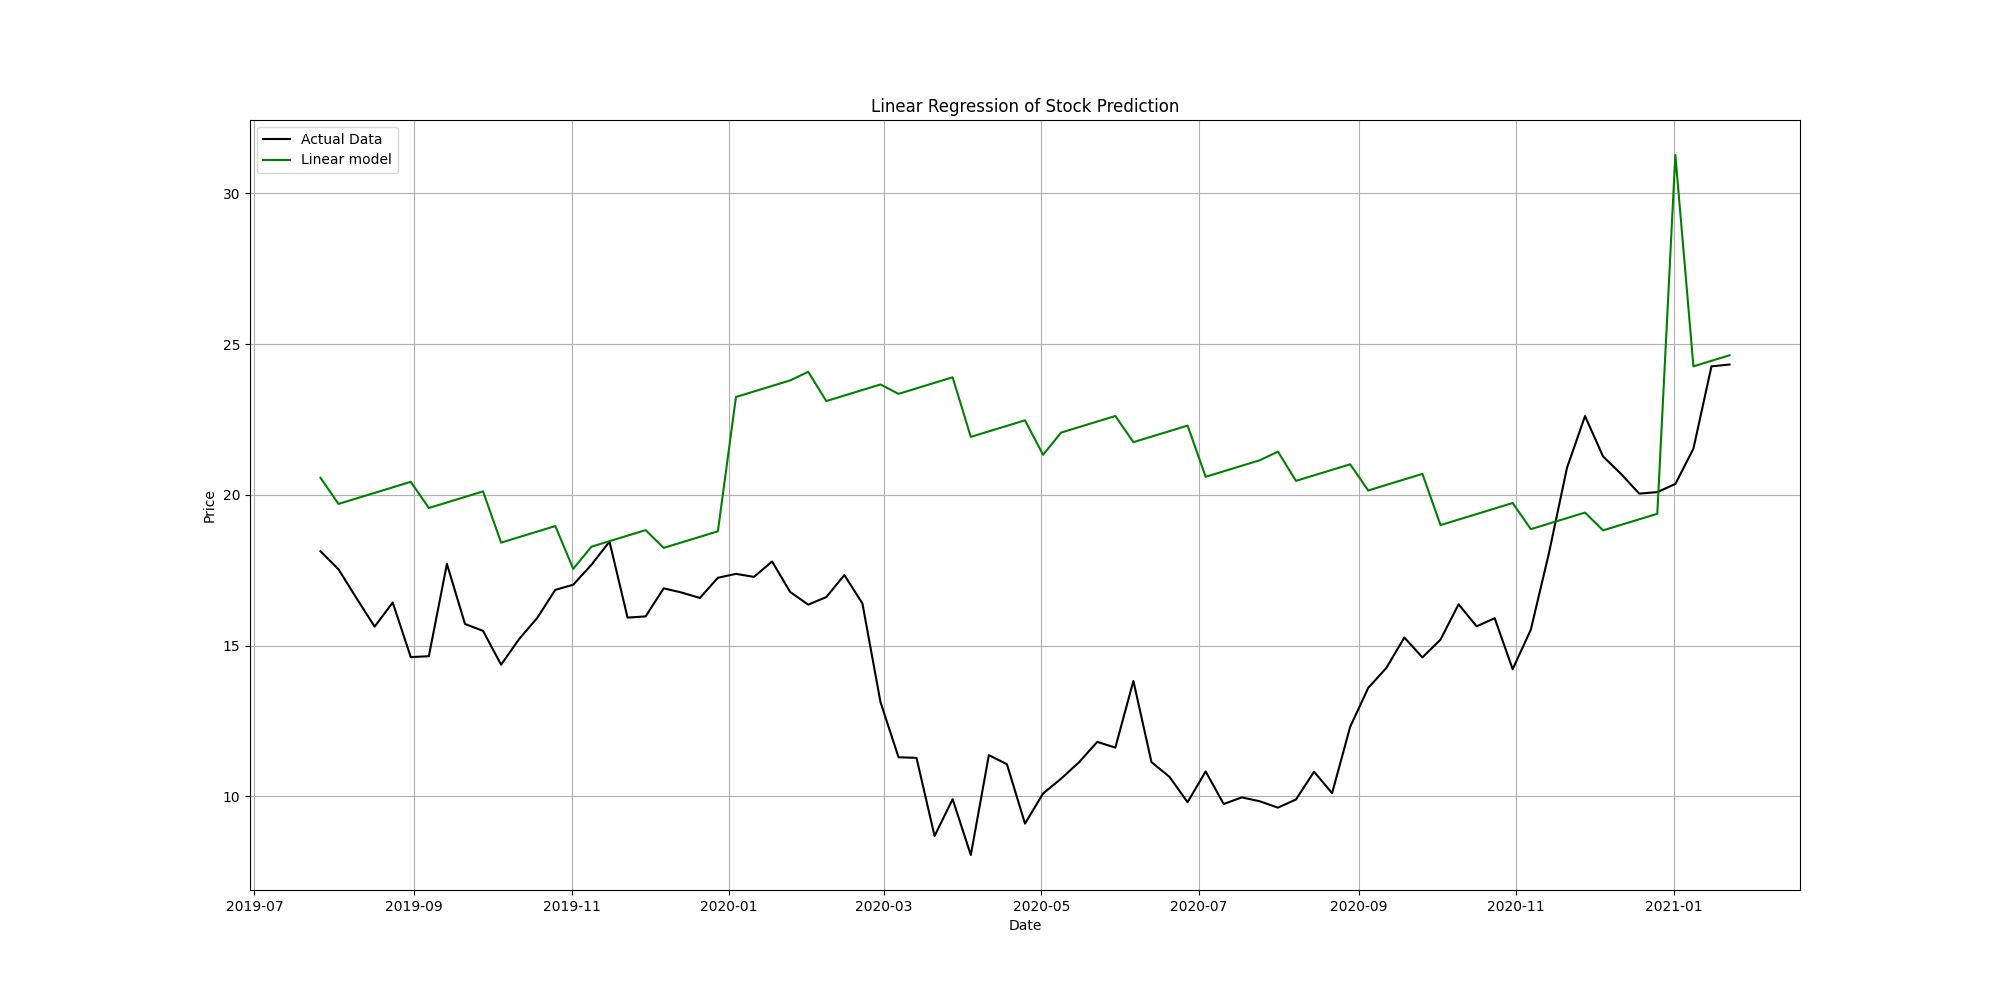 Linear Regression of Stock Prediction
Actual Data
Linear model
Price
30
25
20
15
10
2019-07 2019-09 2019-11 2020-01 2020-03 2020-05 2020-07 2020-09 2020-11 2021-01
Date